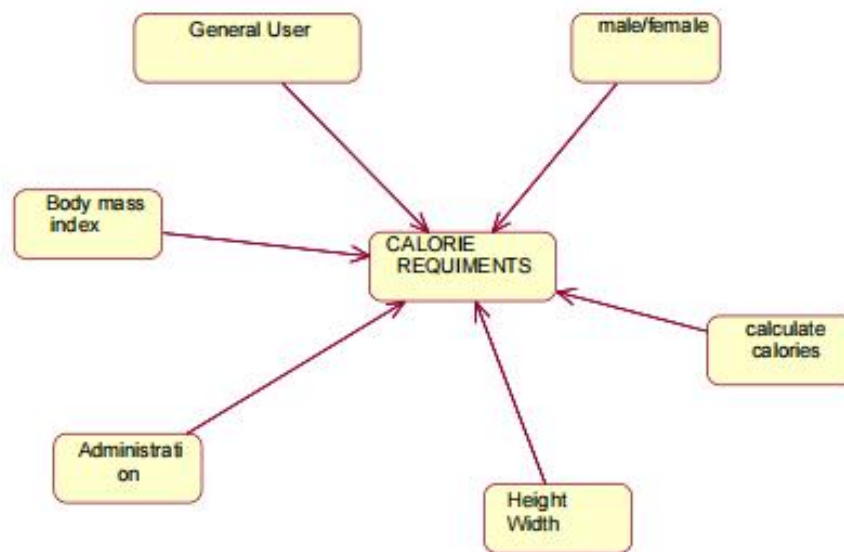 General User
male/female
Body mass
index
CALORIE
REQUIMENTS
calculate
calories
Administrati
on
Height
Width